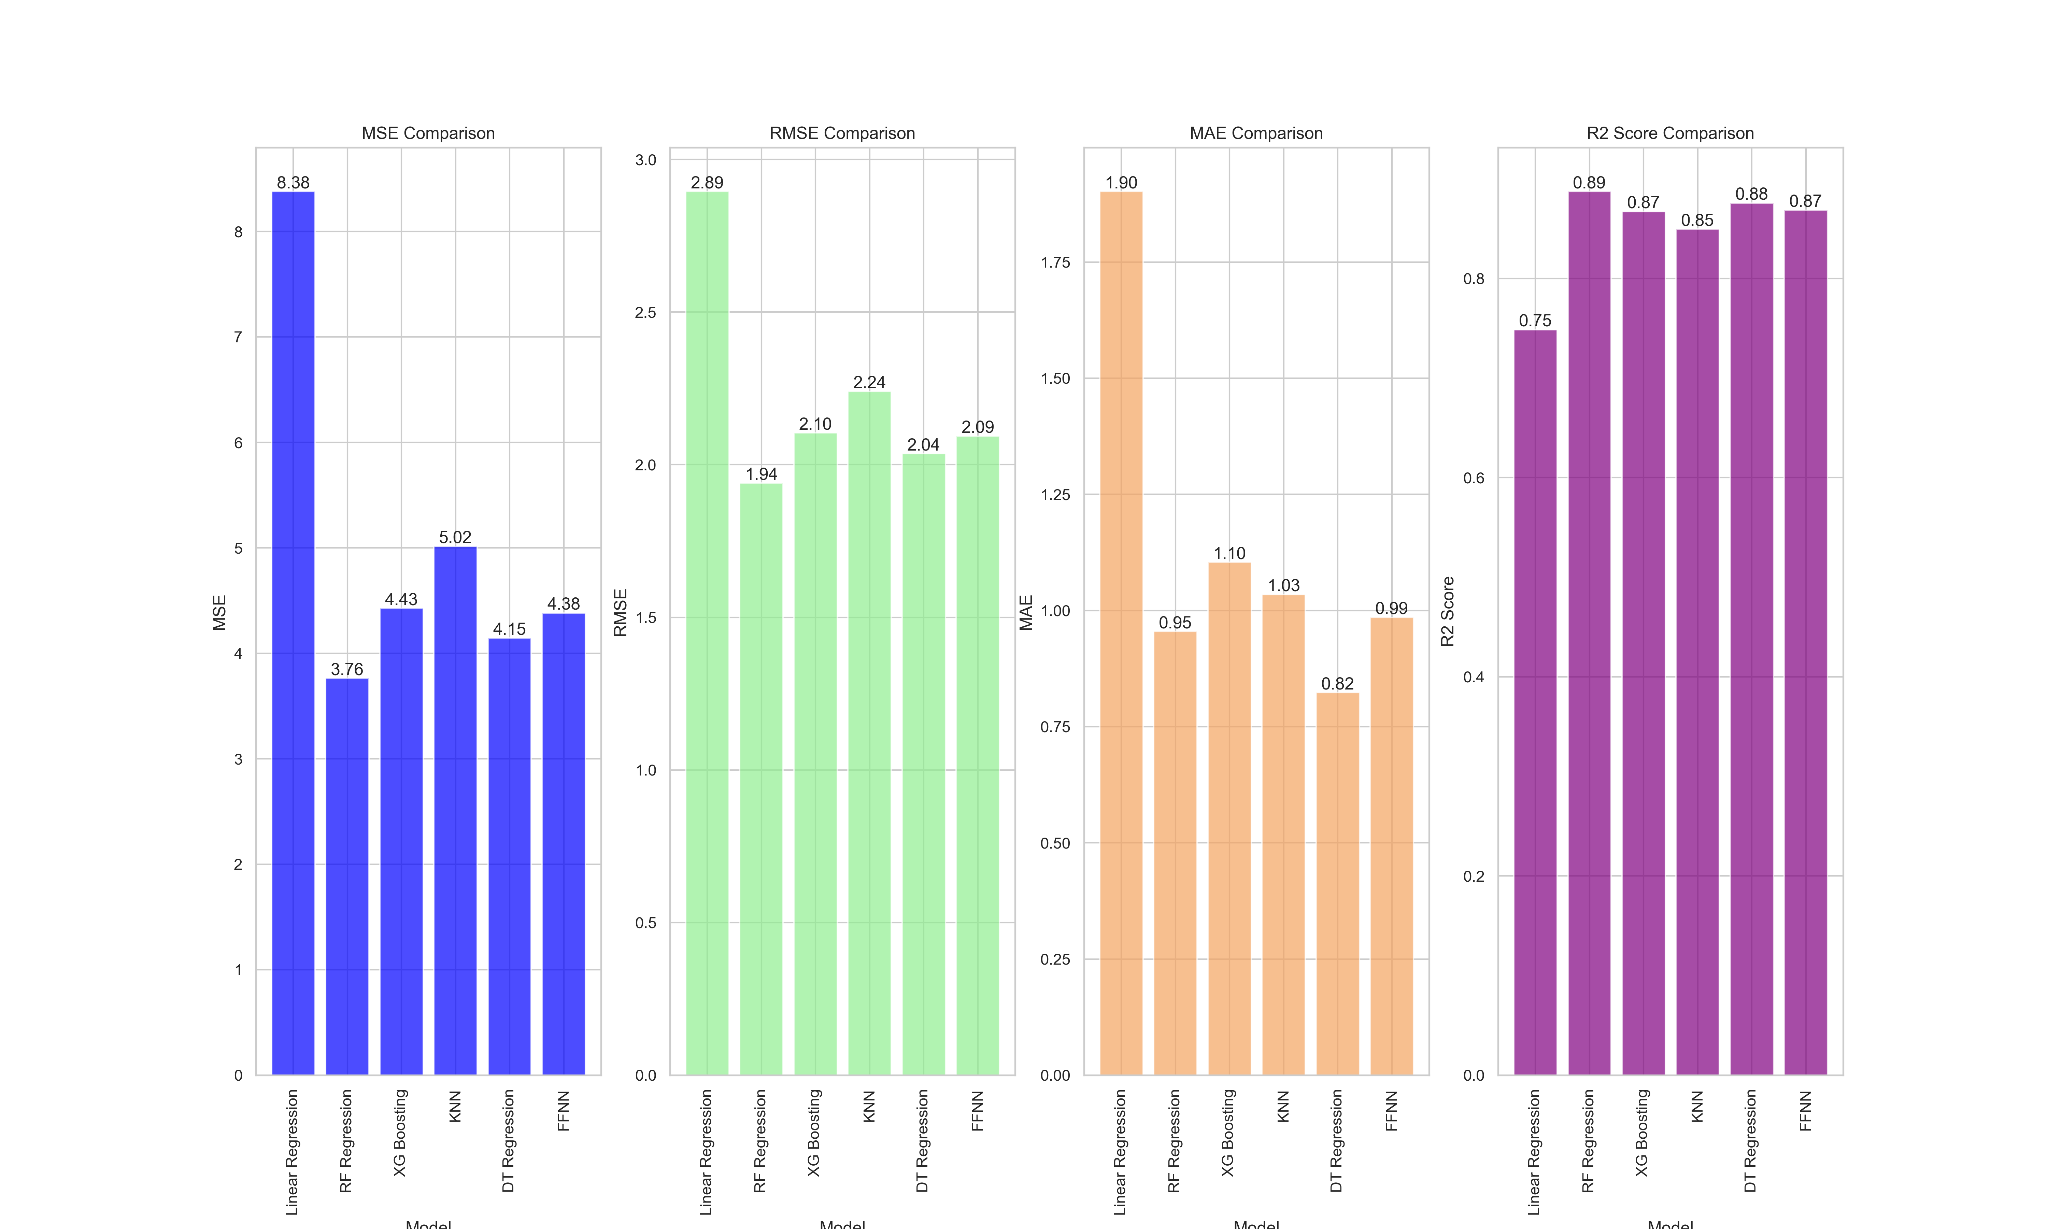 MSE Comparison
8.38
3.76
4.43
5.02
4.15
4.38
8
7
6
5
4
3
2
1
0
MSE
Linear Regression
RF Regression
XG Boosting
KNN
DT Regression
FFNN
Model
RMSE Comparison
2.89
1.94
2.10
2.24
2.04
2.09
3.0
2.5
2.0
1.5
1.0
0.5
0.0
RMSE
Linear Regression
RF Regression
XG Boosting
KNN
DT Regression
FFNN
Model
MAE Comparison
1.90
0.95
1.10
1.03
0.82
0.99
1.75
1.50
1.25
1.00
0.75
0.50
0.25
0.00
MAE
Linear Regression
RF Regression
XG Boosting
KNN
DT Regression
FFNN
Model
R2 Score Comparison
0.75
0.89
0.87
0.85
0.88
0.87
0.8
0.6
0.4
0.2
0.0
R2 Score
Linear Regression
RF Regression
XG Boosting
KNN
DT Regression
FFNN
Model